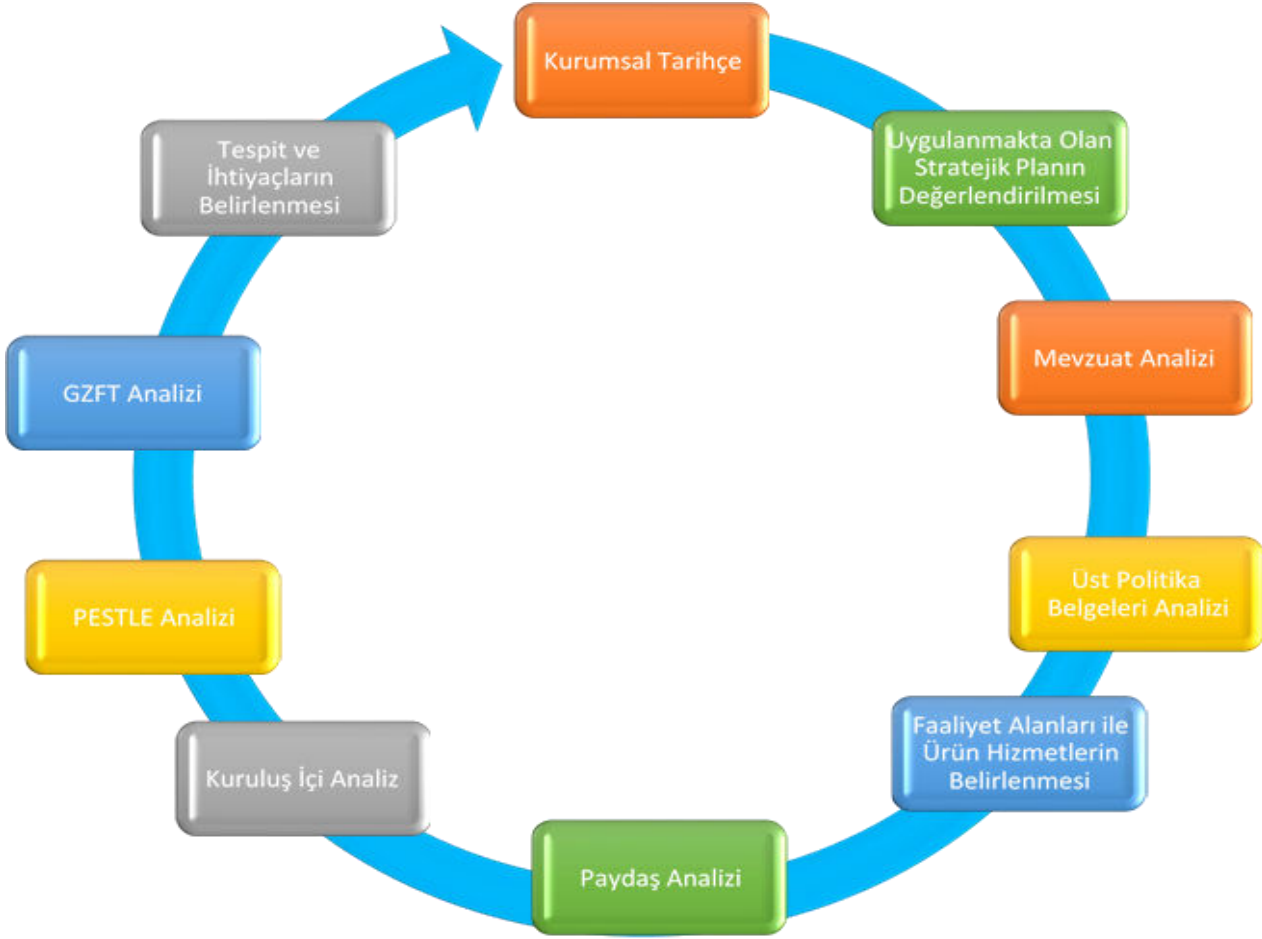 Kurumsal Tarihçe
Uygulanmakta Olan
Stratejik Planın
Değerlendirilmesi
Mevzuat Analizi
Üst Politika
Belgeleri Analizi
Faaliyet Alanları ile
Ürün Hizmetlerin
Belirlenmesi
Paydaş Analizi
Kuruluş İçi Analiz
PESTLE Analizi
GZFT Analizi
Tespit ve
İhtiyaçların
Belirlenmesi